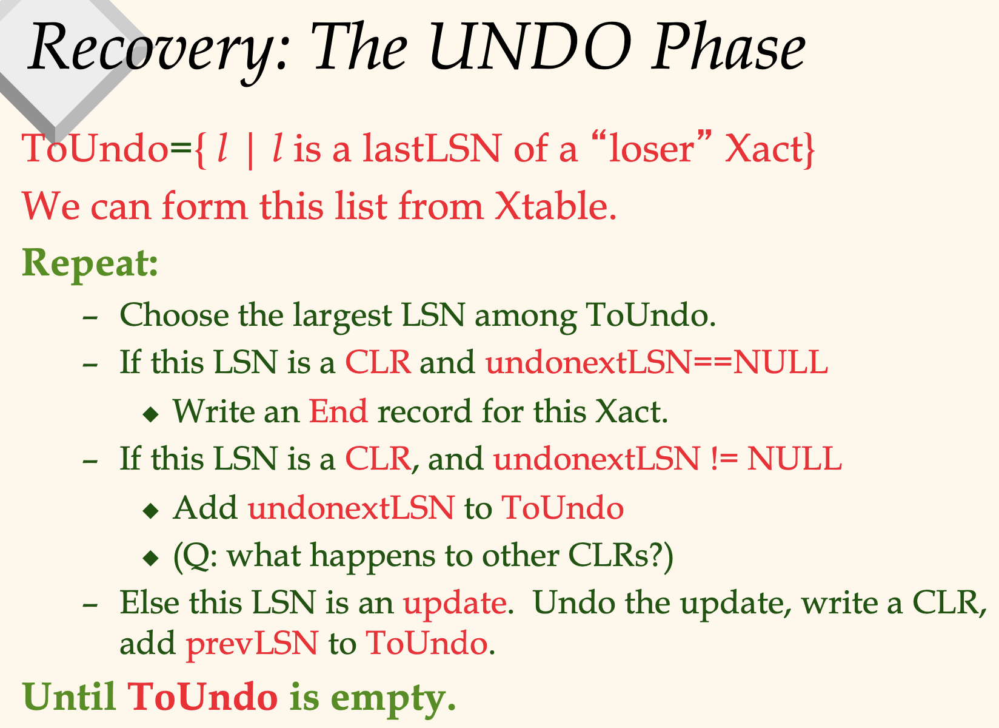 Recovery: The UNDO Phase
ToUndo={ l | l is a lastLSN of a “loser” Xact}
We can form this list from Xtable.
Repeat:
– Choose the largest LSN among ToUndo.
– If this LSN is a CLR and undonextLSN==NULL
◆ Write an End record for this Xact.
– If this LSN is a CLR, and undonextLSN != NULL
◆ Add undonextLSN to ToUndo
◆ (Q: what happens to other CLRs?)
– Else this LSN is an update.  Undo the update, write a CLR,
add prevLSN to ToUndo.
Until ToUndo is empty.